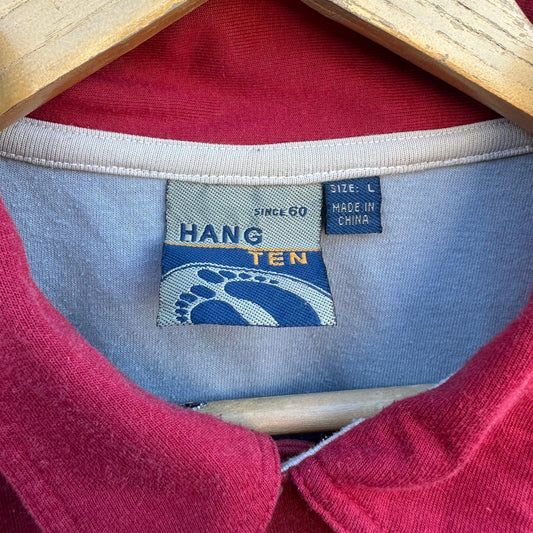 SINCE 60
HANG
TEN
SIZE: L
MADE IN
CHINA